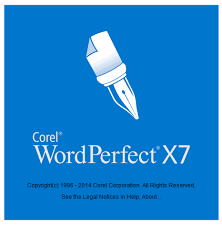 Corel®
WordPerfect® X7
Copyright(c) 1996 - 2014 Corel Corporation. All Rights Reserved.
See the Legal Notices in Help, About...